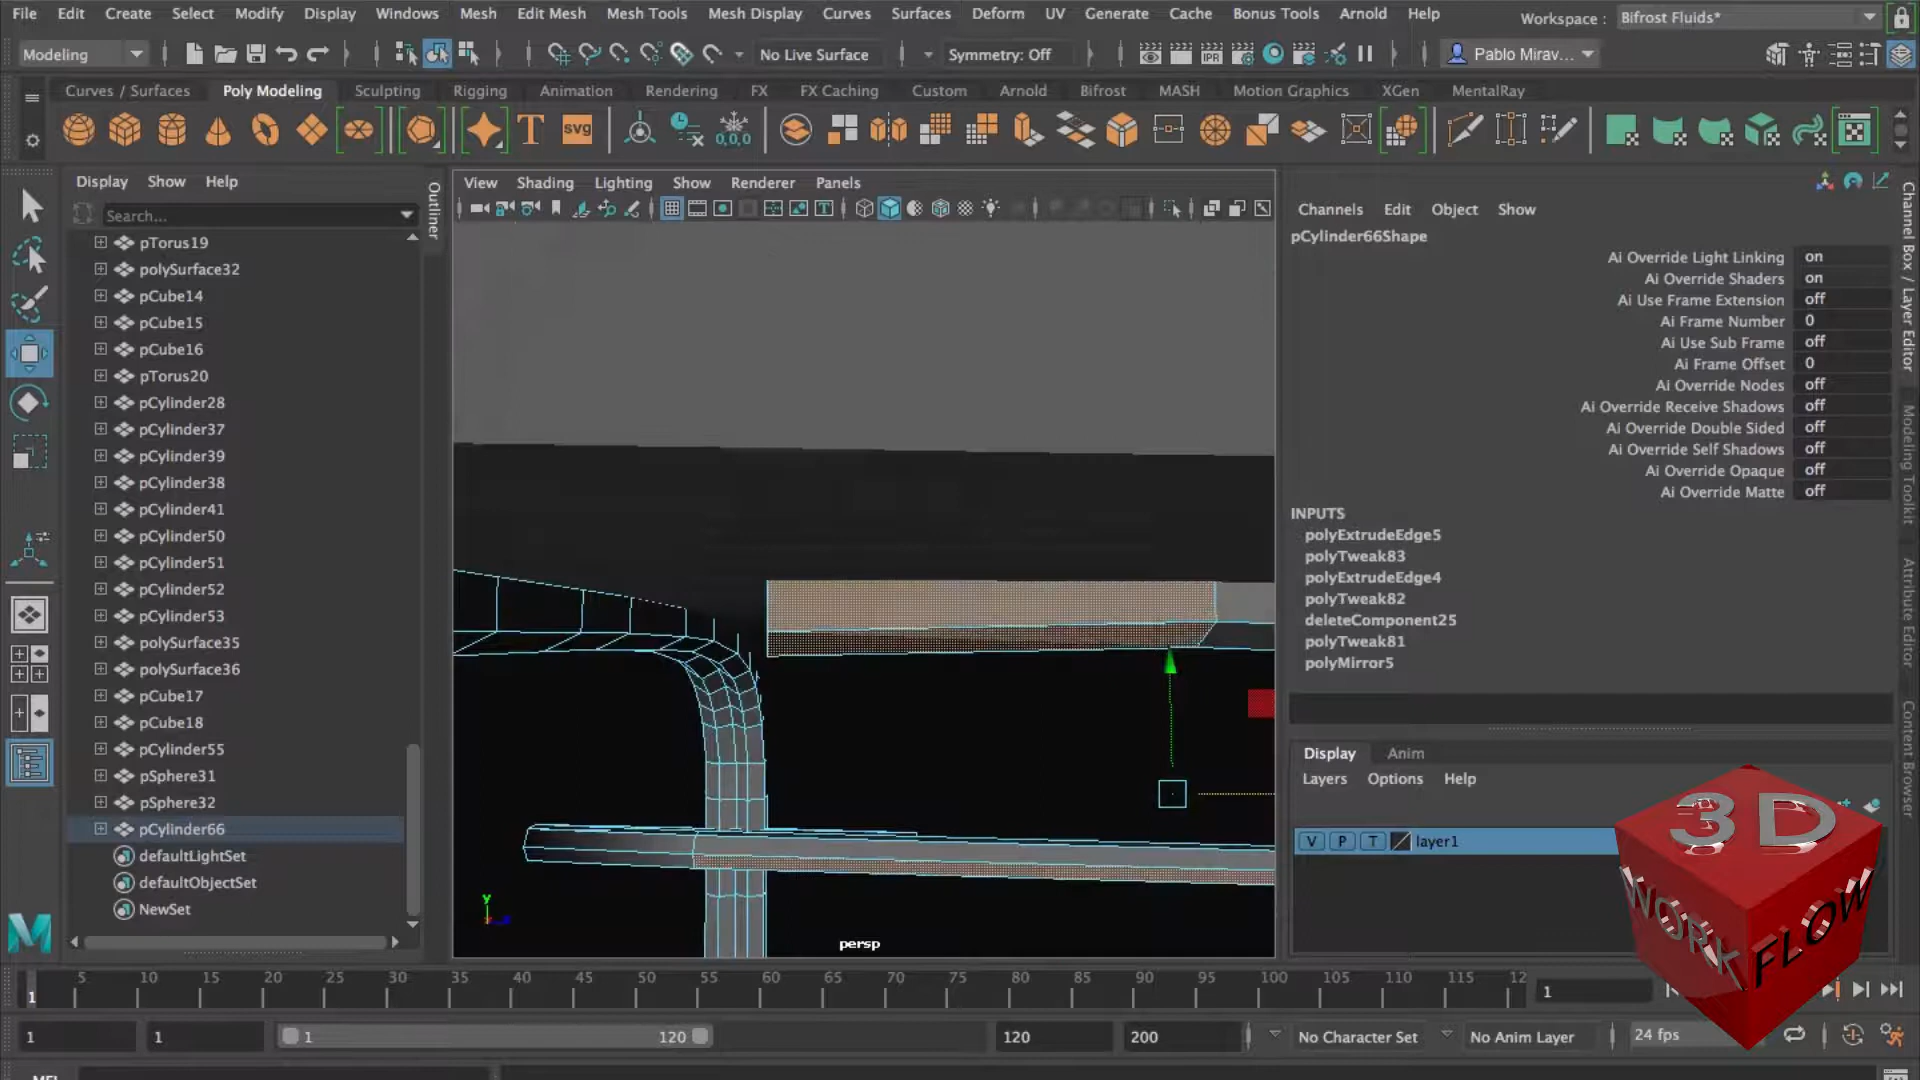 File Edit Create Select Modify Display Windows Mesh Edit Mesh Mesh Tools Mesh Display Curves Surfaces Deform UV Generate Cache Bonus Tools Arnold Help Workspace : Bifrost Fluids*
Modeling No Live Surface Symmetry: Off IPR Pablo Mirav...
Curves / Surfaces Poly Modeling Sculpting Rigging Animation Rendering FX FX Caching Custom Arnold Bifrost MASH Motion Graphics XGen MentalRay
T svg 0,0,0
Display Show Help
Search...
Outliner
pTorus19
polySurface32
pCube14
pCube15
pCube16
pTorus20
pCylinder28
pCylinder37
pCylinder39
pCylinder38
pCylinder41
pCylinder50
pCylinder51
pCylinder52
pCylinder53
polySurface35
polySurface36
pCube17
pCube18
pCylinder55
pSphere31
pSphere32
pCylinder66
defaultLightSet
defaultObjectSet
NewSet
View Shading Lighting Show Renderer Panels
y
persp
Channels Edit Object Show
pCylinder66Shape
Ai Override Light Linking on
Ai Override Shaders on
Ai Use Frame Extension off
Ai Frame Number 0
Ai Use Sub Frame off
Ai Frame Offset 0
Ai Override Nodes off
Ai Override Receive Shadows off
Ai Override Double Sided off
Ai Override Self Shadows off
Ai Override Opaque off
Ai Override Matte off
INPUTS
polyExtrudeEdge5
polyTweak83
polyExtrudeEdge4
polyTweak82
deleteComponent25
polyTweak81
polyMirror5
Display Anim
Layers Options Help
V P T layer1
Channel Box / Layer Editor
Modeling Toolkit
Attribute Editor
Content Browser
3D
WORK FLOW
M
1 5 10 15 20 25 30 35 40 45 50 55 60 65 70 75 80 85 90 95 100 105 110 115 12 1
1 1 1 120 120 200 No Character Set No Anim Layer 24 fps
MEL